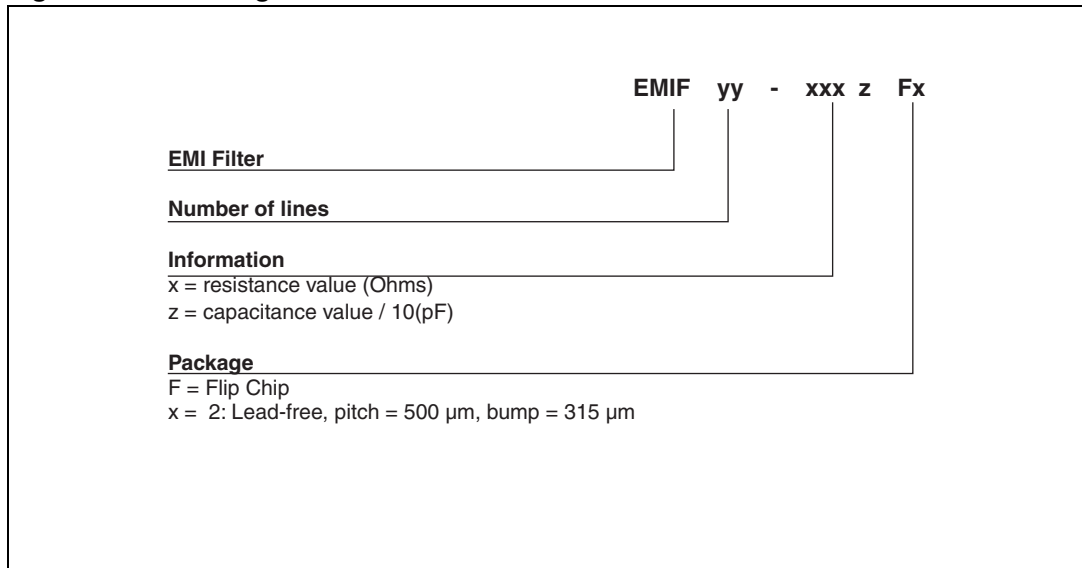 EMIF yy - xxx z Fx
EMI Filter
Number of lines
Information
x = resistance value (Ohms)
z = capacitance value / 10(pF)
Package
F = Flip Chip
x = 2: Lead-free, pitch = 500 µm, bump = 315 µm